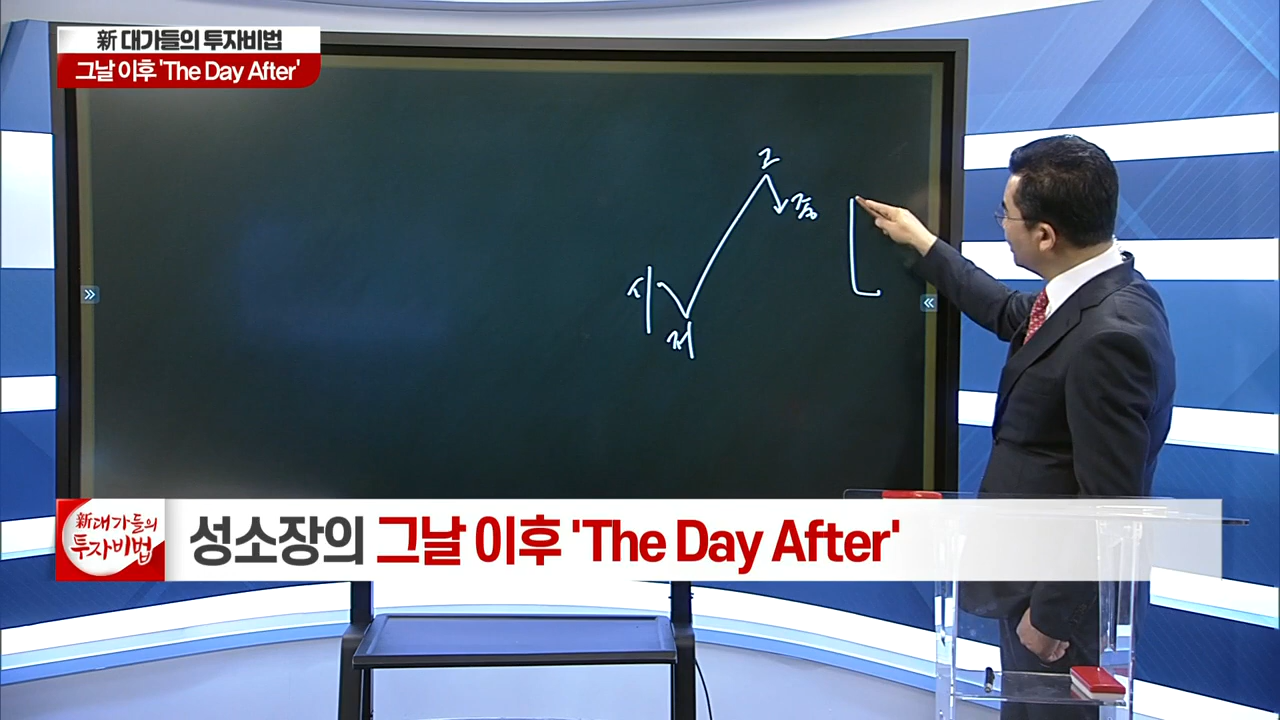 新 대가들의 투자비법
그날 이후 'The Day After'
고
종
시
저
新 대가들의
투자비법
성소장의 그날 이후 'The Day After'